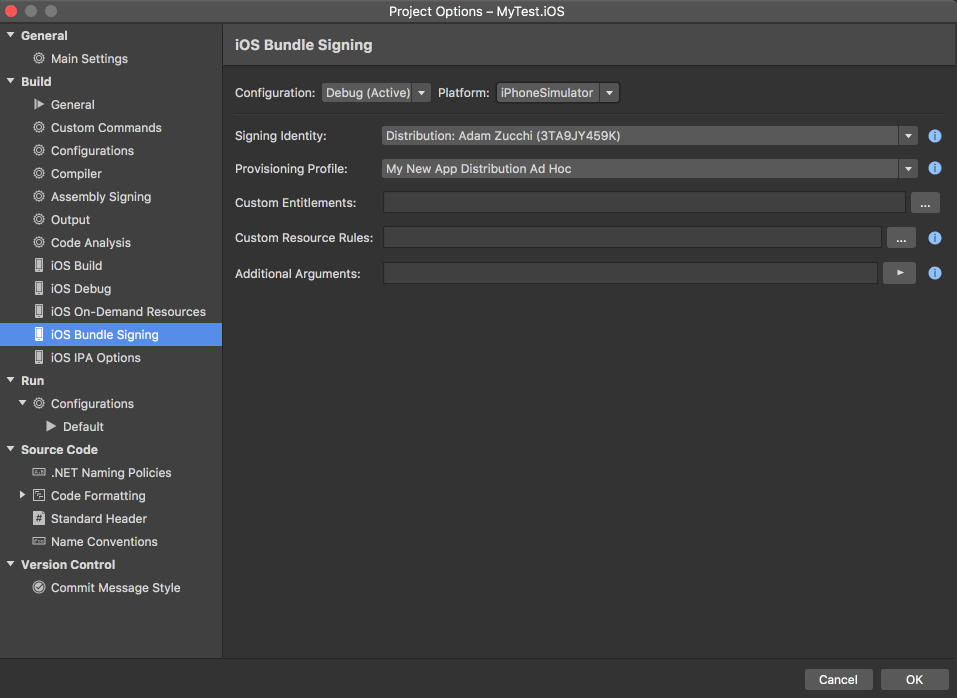 Project Options – MyTest.iOS
General
Main Settings
Build
General
Custom Commands
Configurations
Compiler
Assembly Signing
Output
Code Analysis
iOS Build
iOS Debug
iOS On-Demand Resources
iOS Bundle Signing
iOS IPA Options
Run
Configurations
Default
Source Code
.NET Naming Policies
Code Formatting
Standard Header
Name Conventions
Version Control
Commit Message Style
iOS Bundle Signing
Configuration: Debug (Active) Platform: iPhoneSimulator
Signing Identity: Distribution: Adam Zucchi (3TA9JY459K)
Provisioning Profile: My New App Distribution Ad Hoc
Custom Entitlements: ...
Custom Resource Rules: ...
Additional Arguments:
Cancel OK